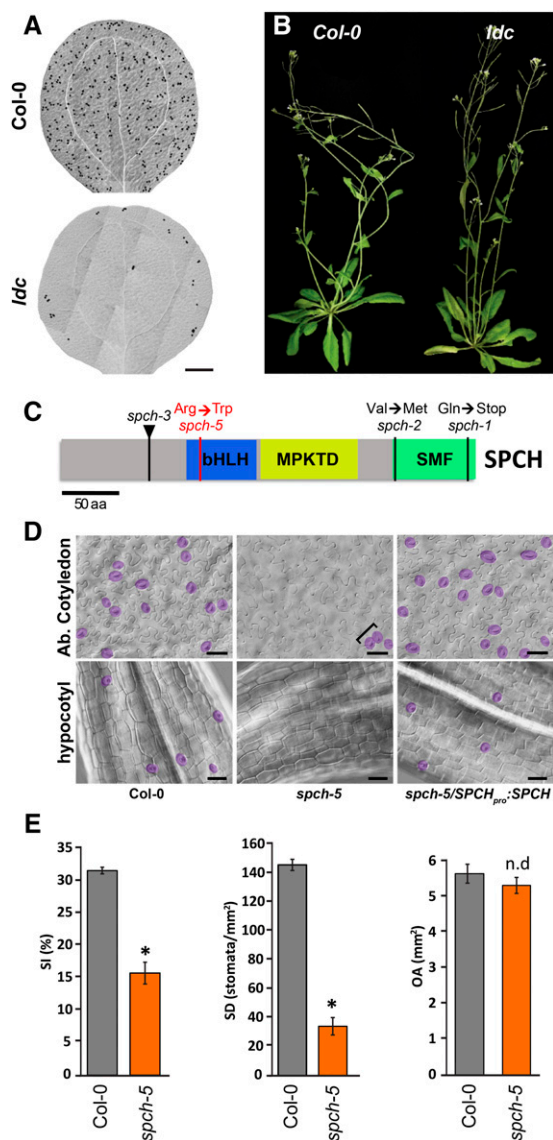 A
B
Col-0
ldc
Col-0
ldc
C
spch-3
Arg→Trp
spch-5
Val→Met
spch-2
Gln→Stop
spch-1
bHLH
MPKTD
SMF
SPCH
50 aa
D
Ab. Cotyledon
hypocotyl
Col-0
spch-5
spch-5/SPCHpro:SPCH
E
SI (%)
35
30
25
20
15
10
5
0
*
Col-0
spch-5
SD (stomata/mm²)
160
140
120
100
80
60
40
20
0
*
Col-0
spch-5
OA (mm²)
6
5
4
3
2
1
0
n.d
Col-0
spch-5